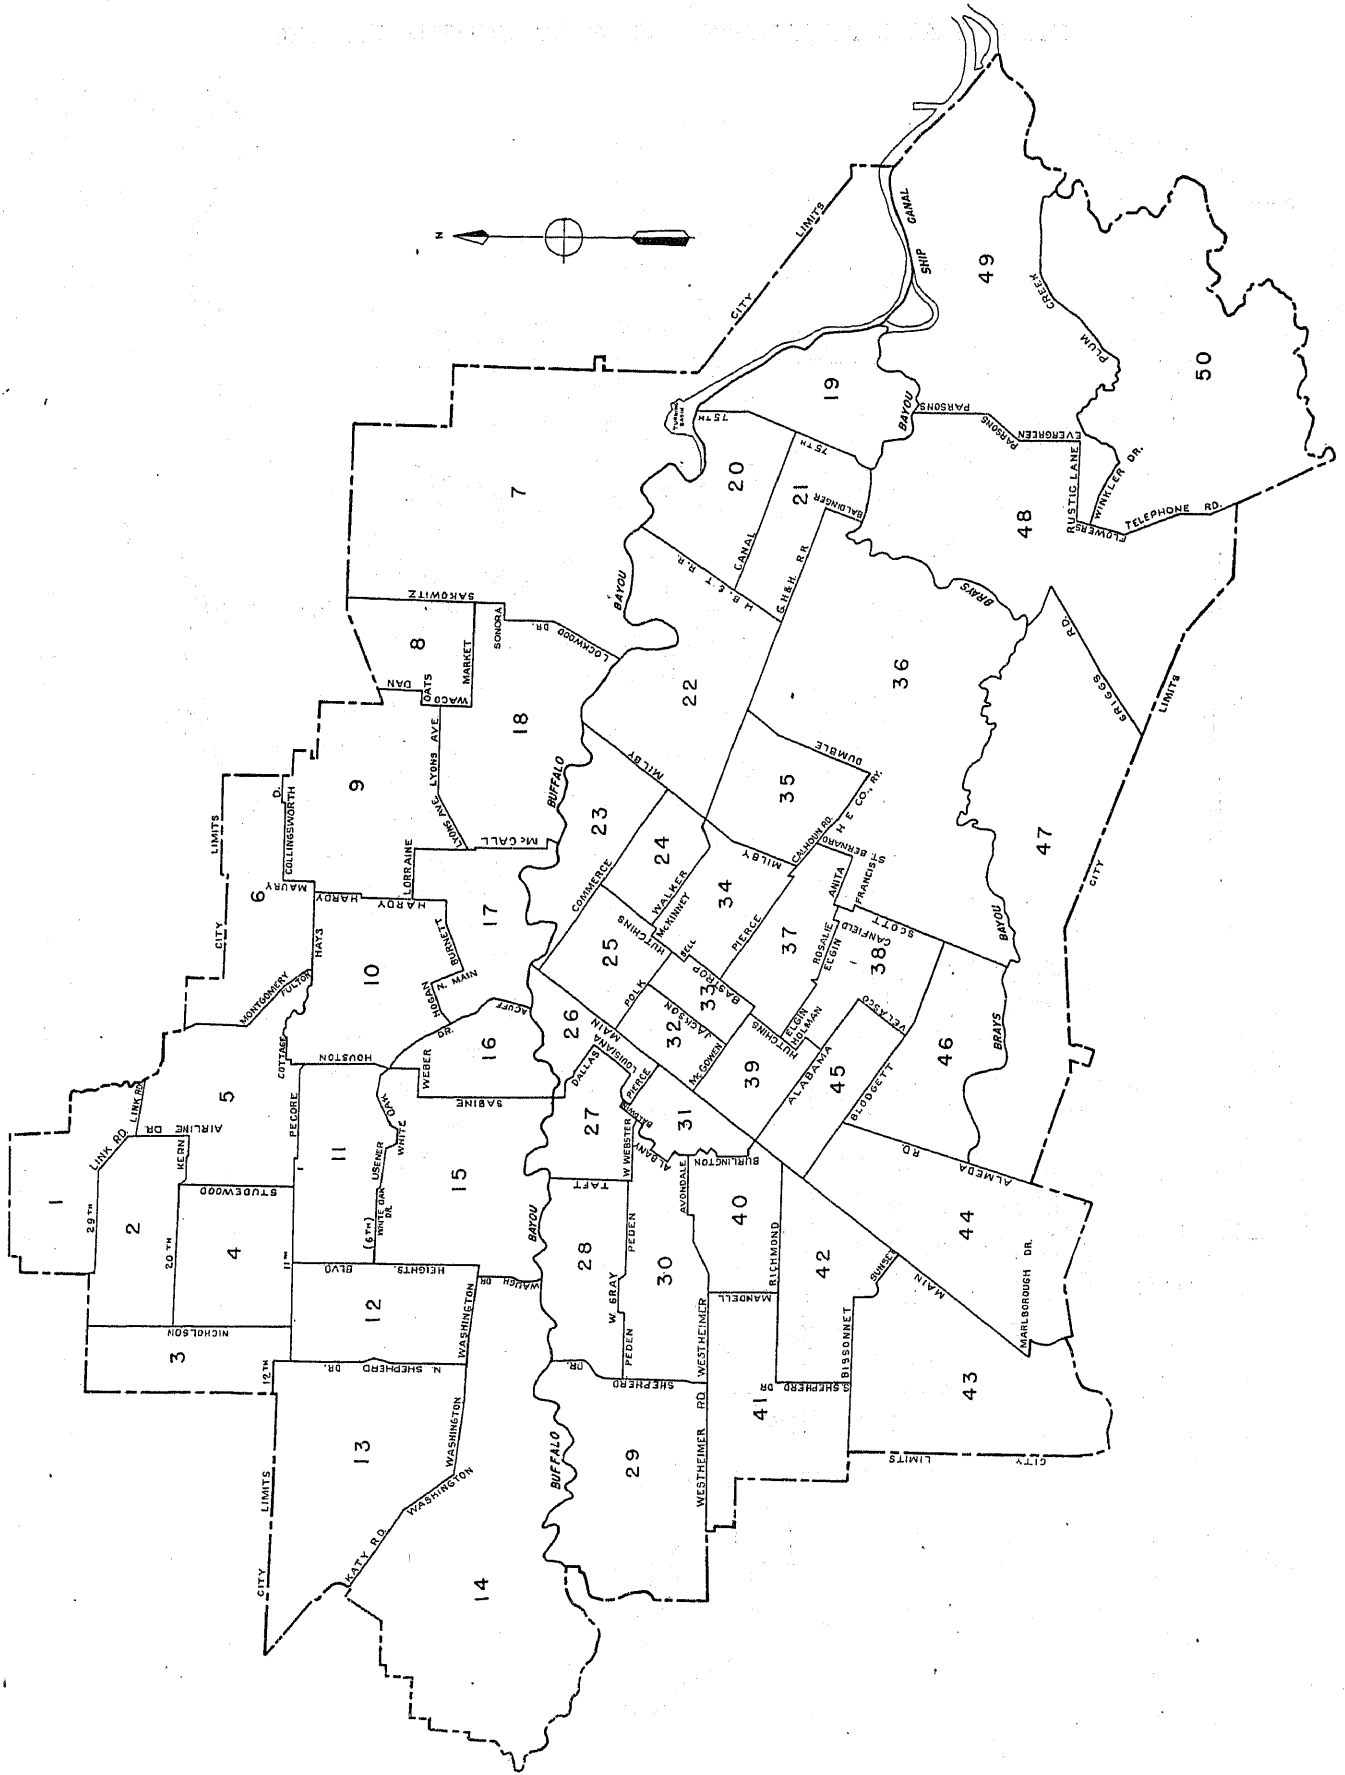 N
CITY
LIMITS
1
29TH
LINK RD.
LINK RD.
AIRLINE DR.
2
20TH
KERN
3
NICHOLSON
4
STUDEWOOD
11TH
12TH
5
COTTAGE
PECORE
MONTGOMERY
FULTON
6
CITY
LIMITS
MAURY
COLLINGSWORTH
D.
HAYS
HARDY
HARDY
LORRAINE
7
8
SAKOWITZ
DAN
OATS
WACO
MARKET
SONORA
LOCKWOOD
DR.
9
LYONS AVE
LYONS AVE
McCALL
10
HOUSTON
HOGAN
N. MAIN
BURNETT
11
WHITE OAK
USENER
WHITE OAK DR.
(6TH)
HEIGHTS.
BLVD
12
WASHINGTON
N. SHEPHERD
DR.
13
CITY
LIMITS
KATY RD.
WASHINGTON
WASHINGTON
14
15
WAUGH DR
SABINE
16
WEBER
DR.
ACUFF
17
18
BUFFALO
BAYOU
BUFFALO
BAYOU
19
TURNING BASIN
75TH
75TH
CITY
LIMITS
SHIP
CANAL
20
CANAL
H. B. & T. R.R.
21
G.H&H. RR
BALDINGER
22
MILBY
23
COMMERCE
24
WALKER
McKINNEY
25
HUTCHINS
POLK
MAIN
26
LOUISIANA
DALLAS
PIERCE
27
BALDWIN
W WEBSTER
TAFT
28
PEDEN
W GRAY
PEDEN
SHEPHERD
DR.
29
WESTHEIMER RD
WESTHEIMER
30
AVONDALE
ALBANY
BURLINGTON
31
32
JACKSON
McGOWEN
33
BELL
BASTROP
34
PIERCE
MILBY
35
DUMBLE
CALHOUN RD.
H E CO., RY.
36
BRAYS
BAYOU
37
ST. BERNARD
ANITA
FRANCIS
ROSALIE
ELGIN
ELGIN
HOLMAN
HUTCHINS
38
CANFIELD
SCOTT
VELASCO
39
ALABAMA
40
RICHMOND
MANDELL
41
S. SHEPHERD
DR
42
BISSONNET
SUNSET
43
CITY
LIMITS
MAIN
44
MARLBOROUGH DR.
ALMEDA
RD.
45
BLODGETT
46
BRAYS
BAYOU
47
CITY
LIMITS
GRIGGS
RD.
48
RUSTIC LANE
FLOWERS
WINKLER DR.
TELEPHONE RD.
EVERGREEN
PARSONS
PARSONS
49
PLUM
CREEK
50